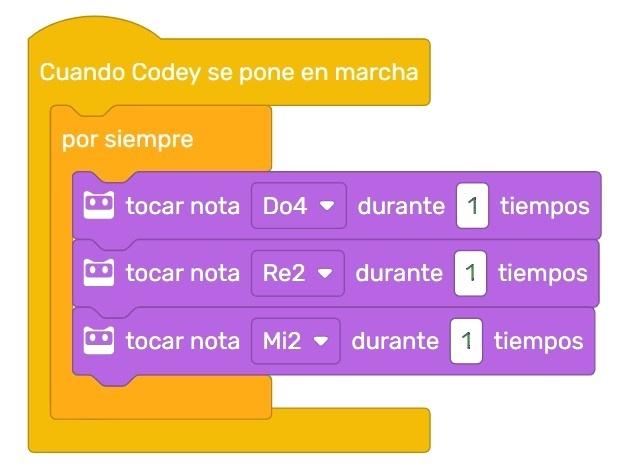 Cuando Codey se pone en marcha
por siempre
tocar nota Do4 durante 1 tiempos
tocar nota Re2 durante 1 tiempos
tocar nota Mi2 durante 1 tiempos